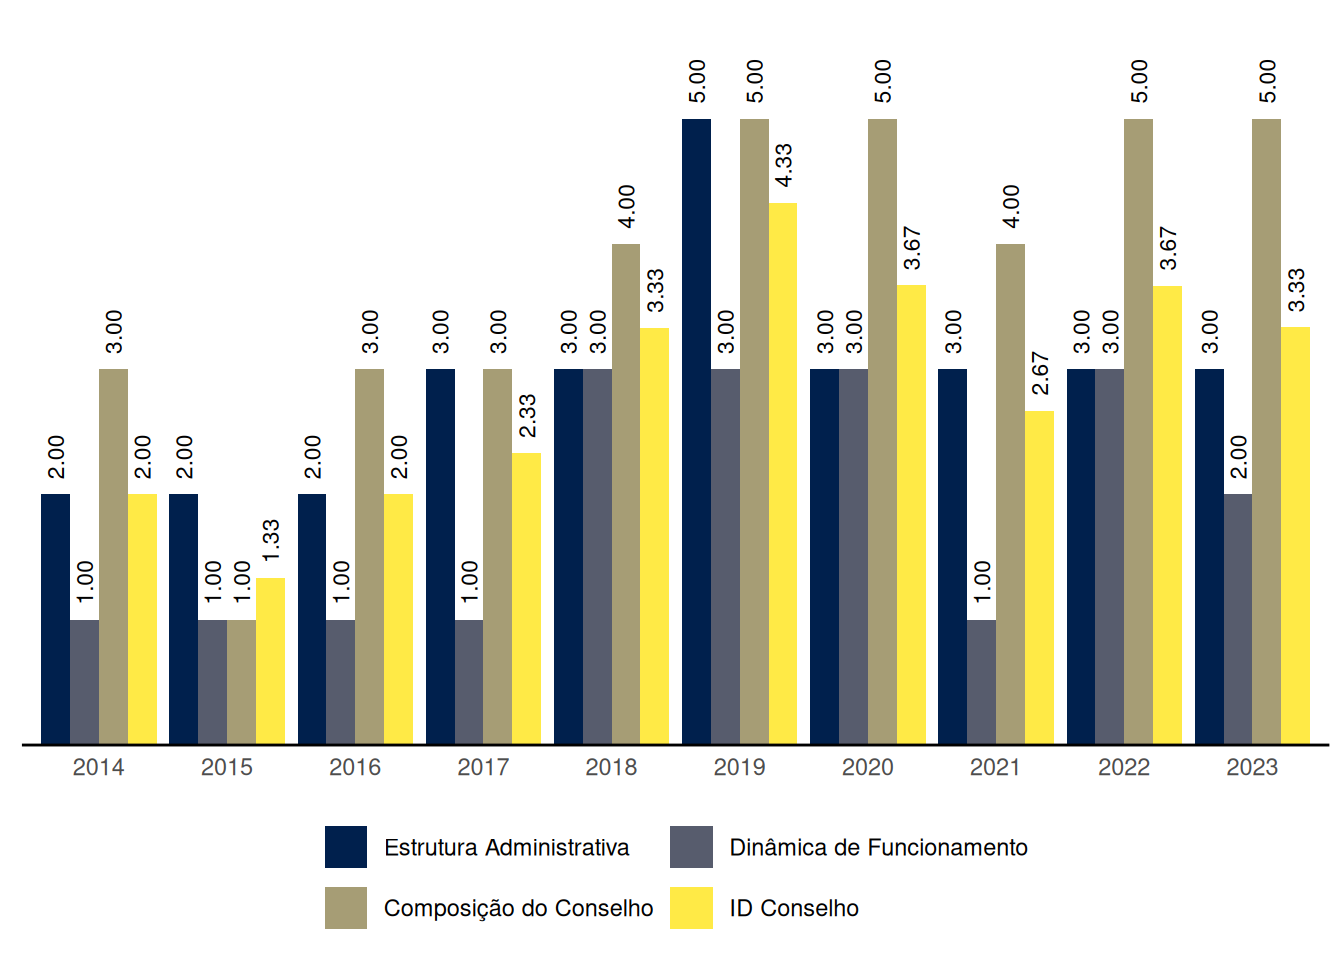 5.00 5.00 5.00 5.00 5.00
4.33
4.00 4.00
3.67 3.67
3.33 3.33
3.00 3.00 3.00 3.00 3.00 3.00 3.00 3.00 3.00 3.00 3.00 3.00 3.00
2.67
2.33
2.00 2.00 2.00 2.00 2.00 2.00
1.33
1.00 1.00 1.00 1.00 1.00 1.00
2014 2015 2016 2017 2018 2019 2020 2021 2022 2023
Estrutura Administrativa Dinâmica de Funcionamento
Composição do Conselho ID Conselho